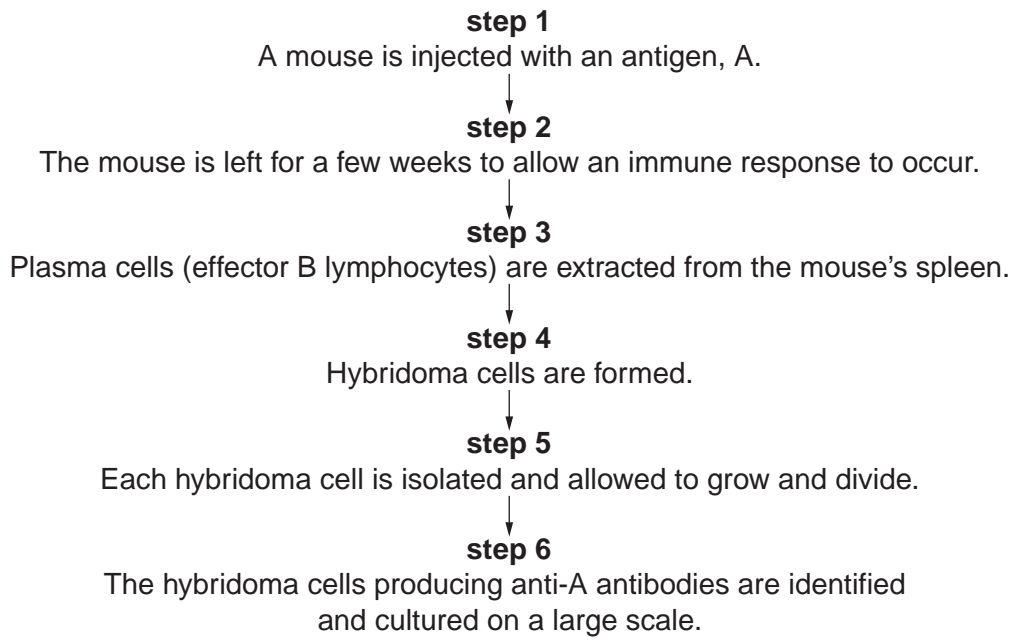 step 1
A mouse is injected with an antigen, A.
step 2
The mouse is left for a few weeks to allow an immune response to occur.
step 3
Plasma cells (effector B lymphocytes) are extracted from the mouse’s spleen.
step 4
Hybridoma cells are formed.
step 5
Each hybridoma cell is isolated and allowed to grow and divide.
step 6
The hybridoma cells producing anti-A antibodies are identified
and cultured on a large scale.